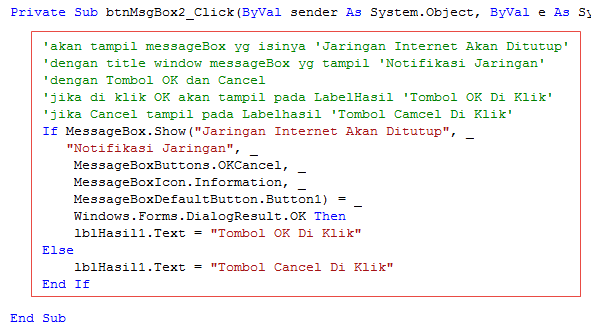 Private Sub btnMsgBox2_Click(ByVal sender As System.Object, ByVal e As Sy
'akan tampil messageBox yg isinya 'Jaringan Internet Akan Ditutup'
'dengan title window messageBox yg tampil 'Notifikasi Jaringan'
'dengan Tombol OK dan Cancel
'jika di klik OK akan tampil pada LabelHasil 'Tombol OK Di Klik'
'jika Cancel tampil pada Labelhasil 'Tombol Camcel Di Klik'
If MessageBox.Show("Jaringan Internet Akan Ditutup", _
"Notifikasi Jaringan", _
MessageBoxButtons.OKCancel, _
MessageBoxIcon.Information, _
MessageBoxDefaultButton.Button1) = _
Windows.Forms.DialogResult.OK Then
lblHasil1.Text = "Tombol OK Di Klik"
Else
lblHasil1.Text = "Tombol Cancel Di Klik"
End If
End Sub